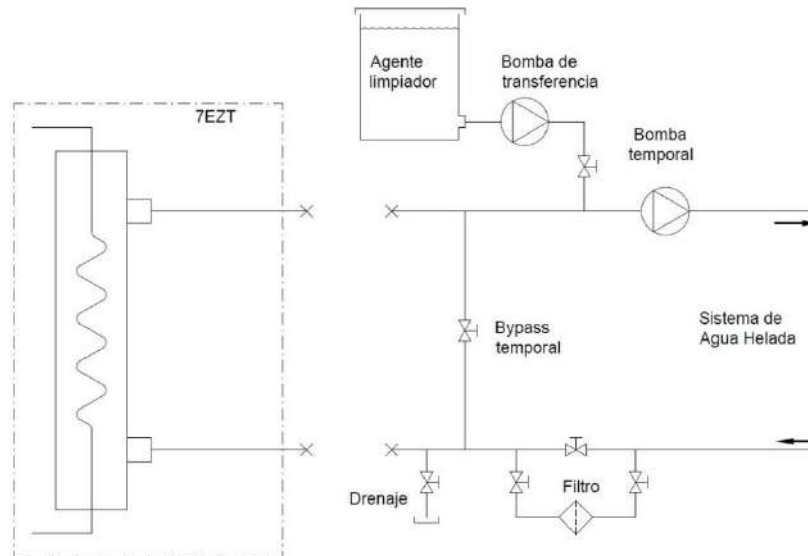 Agente
limpiador
Bomba de
transferencia
7EZT
Bomba
temporal
Bypass
temporal
Sistema de
Agua Helada
Drenaje
Filtro